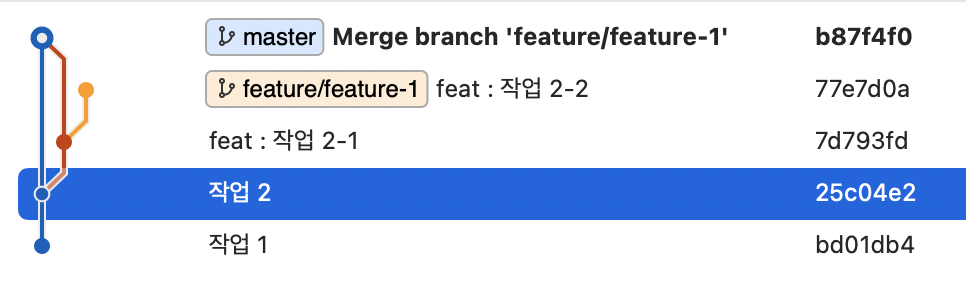 master Merge branch 'feature/feature-1' b87f4f0
feature/feature-1 feat : 작업 2-2 77e7d0a
feat : 작업 2-1 7d793fd
작업 2 25c04e2
작업 1 bd01db4